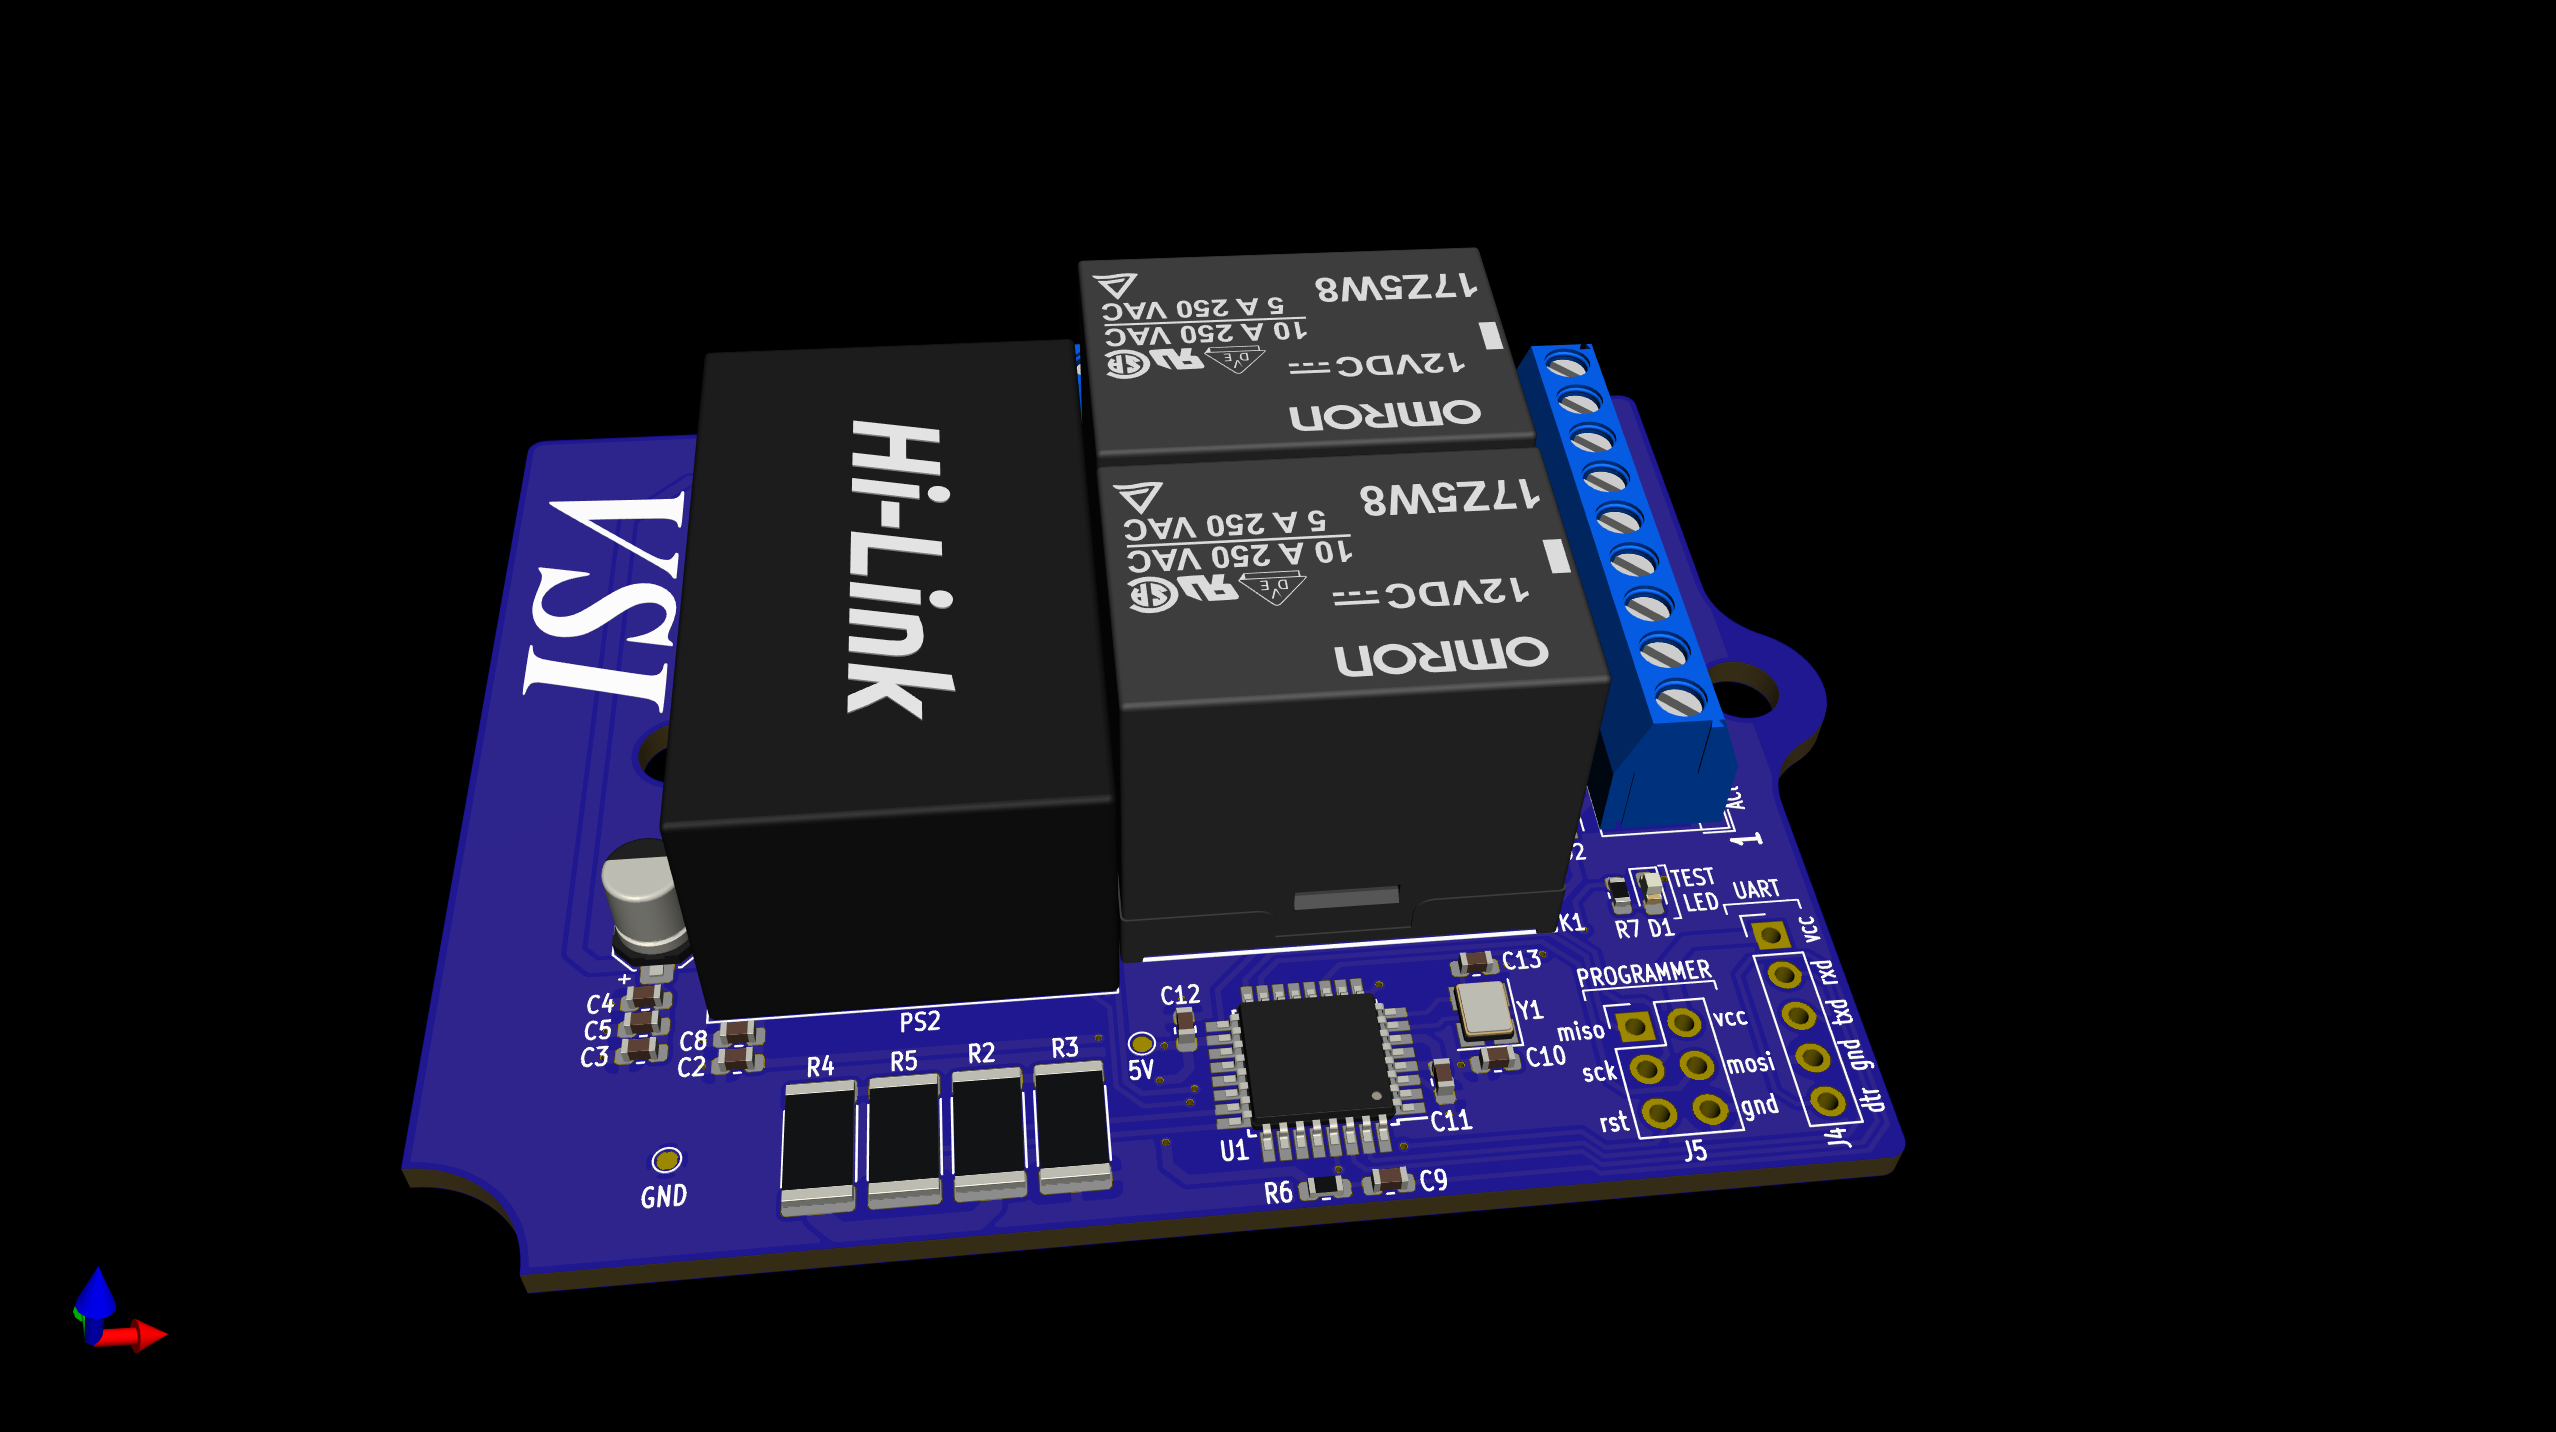 17Z5W8
5 A 250 VAC
10 A 250 VAC
12VDC
OMRON
17Z5W8
5 A 250 VAC
10 A 250 VAC
12VDC
OMRON
Hi-Link
ISV
1
TEST
LED
R7 D1
UART
K1
vcc
rxd
txd
gnd
dtr
J4
PROGRAMMER
miso
vcc
sck
mosi
rst
gnd
J5
C13
Y1
C10
C11
C12
5V
U1
R6
C9
PS2
R4
R5
R2
R3
+
C4
C5
C3
C8
C2
GND